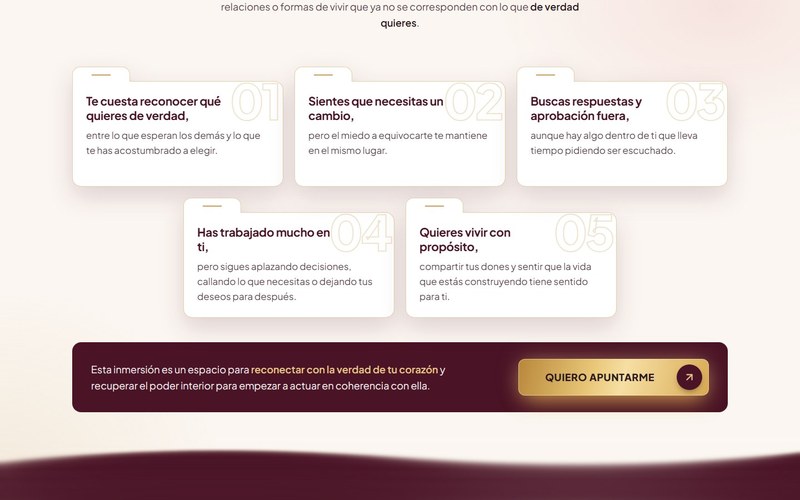 relaciones o formas de vivir que ya no se corresponden con lo que de verdad
quieres.
01
Te cuesta reconocer qué
quieres de verdad,
entre lo que esperan los demás y lo que
te has acostumbrado a elegir.
02
Sientes que necesitas un
cambio,
pero el miedo a equivocarte te mantiene
en el mismo lugar.
03
Buscas respuestas y
aprobación fuera,
aunque hay algo dentro de ti que lleva
tiempo pidiendo ser escuchado.
04
Has trabajado mucho en
ti,
pero sigues aplazando decisiones,
callando lo que necesitas o dejando tus
deseos para después.
05
Quieres vivir con
propósito,
compartir tus dones y sentir que la vida
que estás construyendo tiene sentido
para ti.
Esta inmersión es un espacio para reconectar con la verdad de tu corazón y
recuperar el poder interior para empezar a actuar en coherencia con ella.
QUIERO APUNTARME